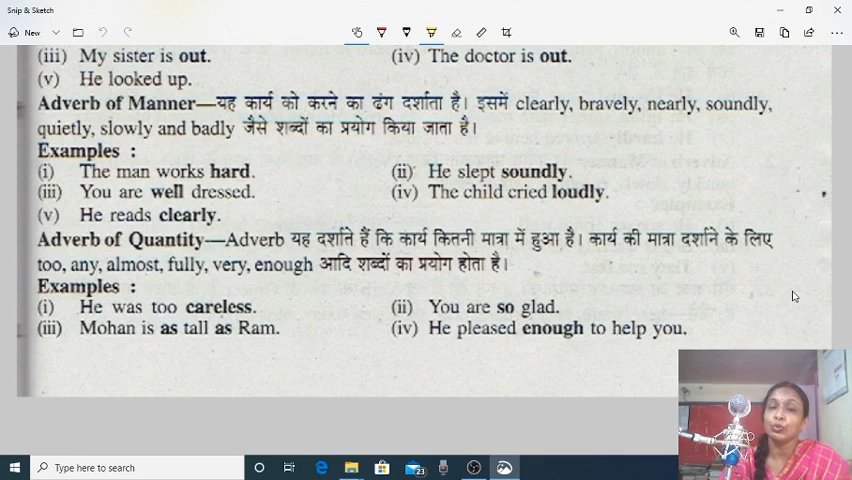 Snip & Sketch
New
(iii) My sister is out. (iv) The doctor is out.
(v) He looked up.
Adverb of Manner—यह कार्य को करने का ढंग दर्शाता है। इसमें clearly, bravely, nearly, soundly,
quietly, slowly and badly जैसे शब्दों का प्रयोग किया जाता है।
Examples :
(i) The man works hard. (ii) He slept soundly.
(iii) You are well dressed. (iv) The child cried loudly.
(v) He reads clearly.
Adverb of Quantity—Adverb यह दर्शाते हैं कि कार्य कितनी मात्रा में हुआ है। कार्य की मात्रा दर्शाने के लिए
too, any, almost, fully, very, enough आदि शब्दों का प्रयोग होता है।
Examples :
(i) He was too careless. (ii) You are so glad.
(iii) Mohan is as tall as Ram. (iv) He pleased enough to help you.
Type here to search
23